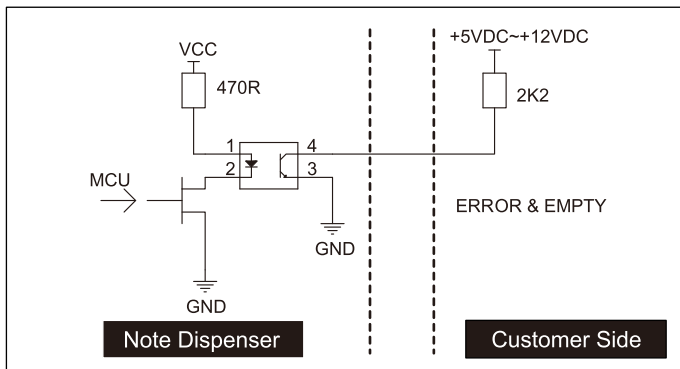 VCC
+5VDC~+12VDC
470R
2K2
1
4
2
3
MCU
ERROR & EMPTY
GND
GND
Note Dispenser
Customer Side